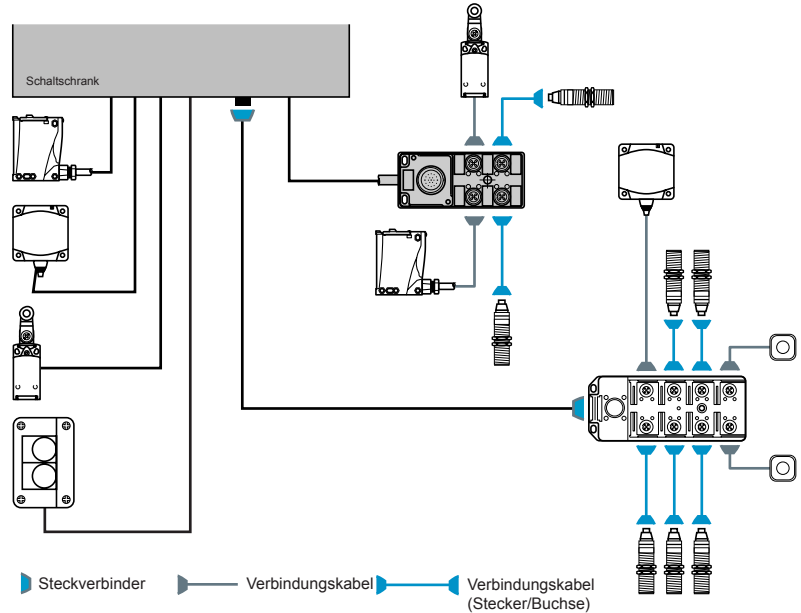 Schaltschrank
Steckverbinder
Verbindungskabel
Verbindungskabel
(Stecker/Buchse)